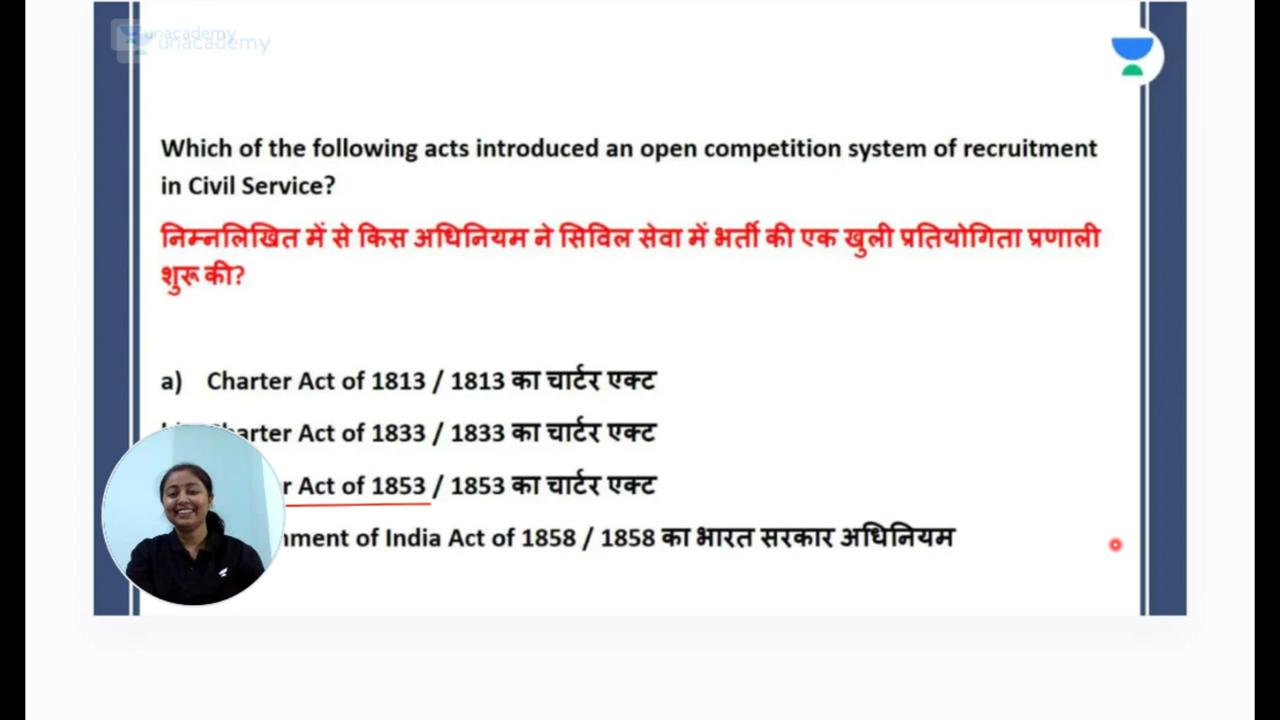 unacademy
unacademy
Which of the following acts introduced an open competition system of recruitment
in Civil Service?
निम्नलिखित में से किस अधिनियम ने सिविल सेवा में भर्ती की एक खुली प्रतियोगिता प्रणाली
शुरू की?
a) Charter Act of 1813 / 1813 का चार्टर एक्ट
Act of 1833 / 1833 का चार्टर एक्ट
Act of 1853 / 1853 का चार्टर एक्ट
of India Act of 1858 / 1858 का भारत सरकार अधिनियम